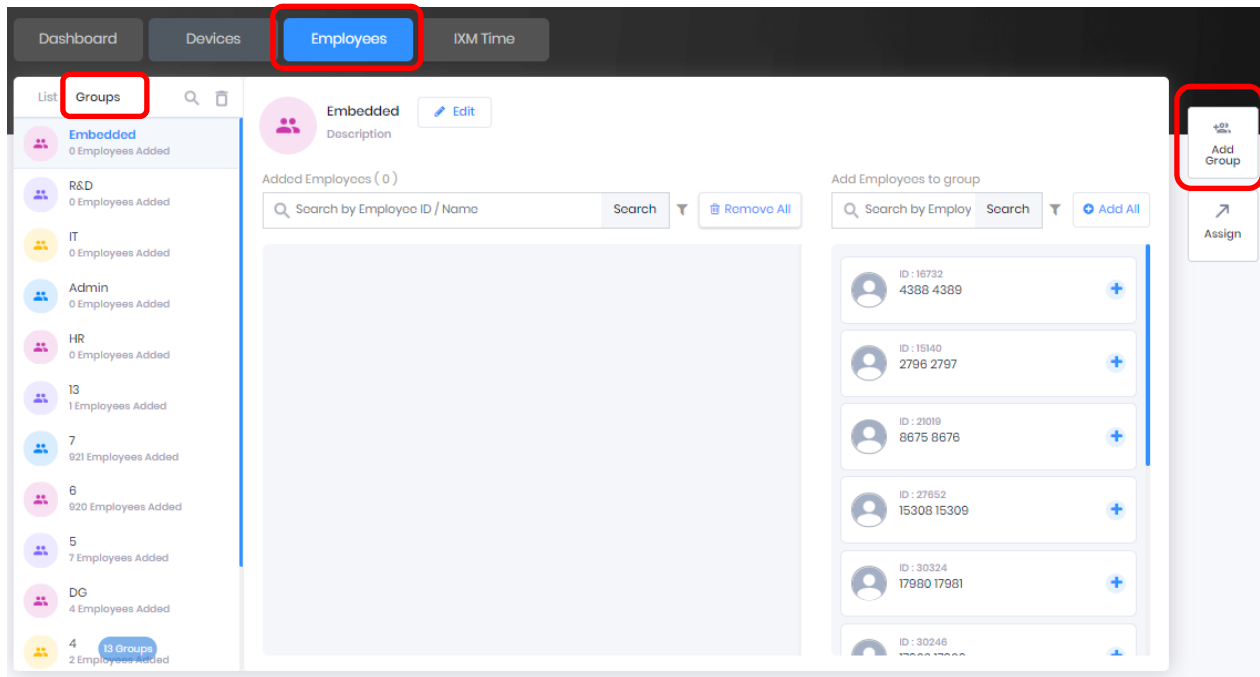 Dashboard
Devices
Employees
IXM Time
List
Groups
Embedded
0 Employees Added
R&D
0 Employees Added
IT
0 Employees Added
Admin
0 Employees Added
HR
0 Employees Added
13
1 Employees Added
7
921 Employees Added
6
920 Employees Added
5
7 Employees Added
DG
4 Employees Added
4
13 Groups
2 Employees Added
Embedded
Edit
Description
Added Employees ( 0 )
Search by Employee ID / Name
Search
Remove All
Add Employees to group
Search by Employ
Search
Add All
ID : 16732
4388 4389
ID : 15140
2796 2797
ID : 21019
8675 8676
ID : 27652
15308 15309
ID : 30324
17980 17981
ID : 30246
Add
Group
Assign